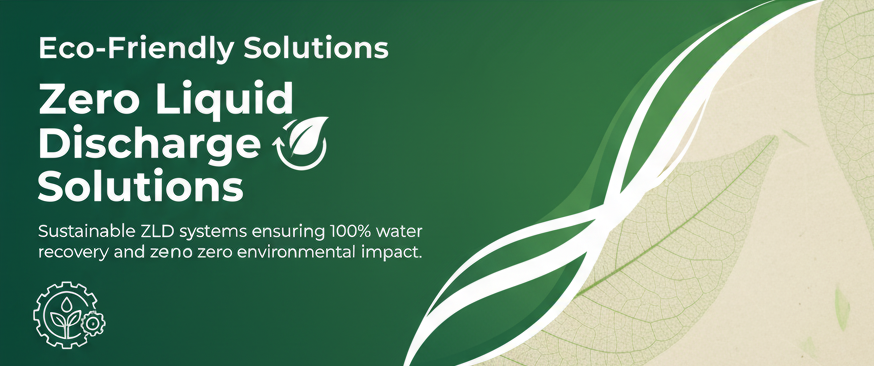 Eco-Friendly Solutions
Zero Liquid
Discharge
Solutions
Sustainable ZLD systems ensuring 100% water
recovery and zeno zero environmental impact.